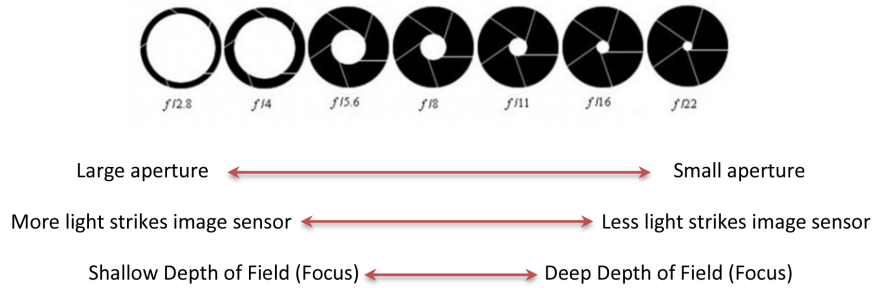 f/2.8 f/4 f/5.6 f/8 f/11 f/16 f/22
Large aperture Small aperture
More light strikes image sensor Less light strikes image sensor
Shallow Depth of Field (Focus) Deep Depth of Field (Focus)